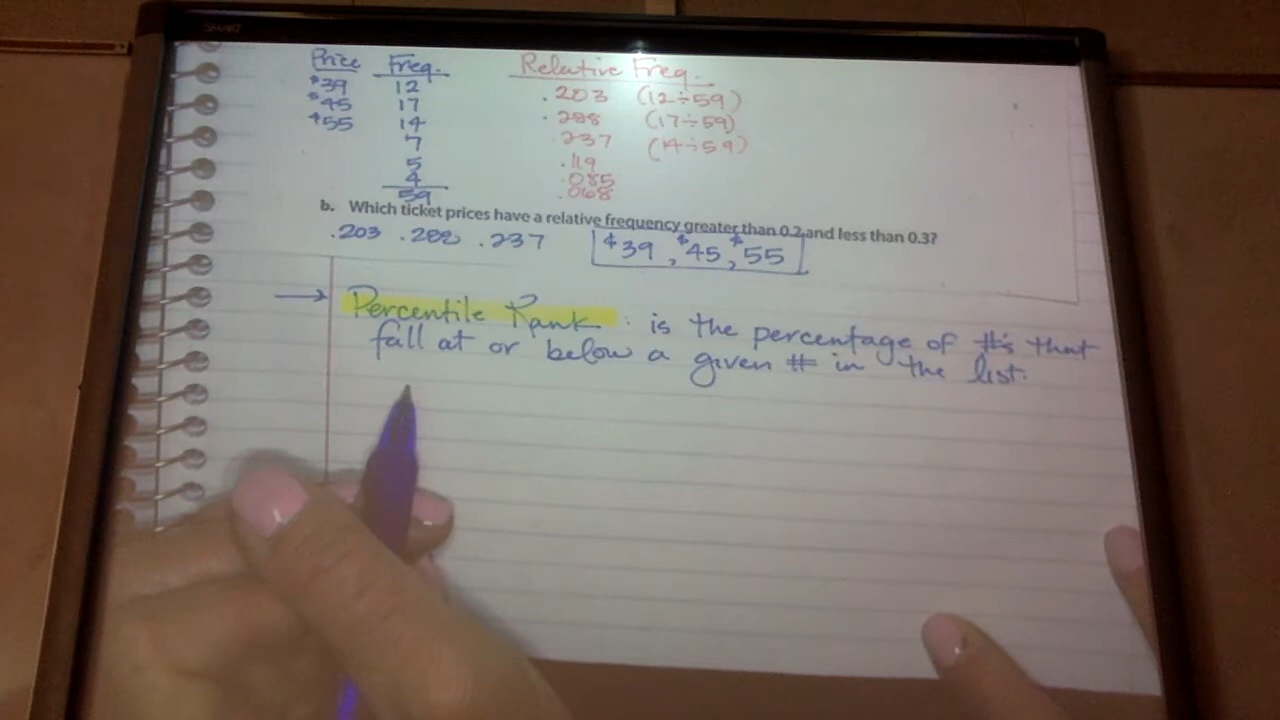 SMART
Price Freq. Relative Freq.
$39 12 .203 (12÷59)
$45 17 .288 (17÷59)
$55 14 .237 (14÷59)
7 .119
5 .085
4 .068
59
b. Which ticket prices have a relative frequency greater than 0.2 and less than 0.3?
.203 .288 .237 $39, $45, $55
→ Percentile Rank : is the percentage of #'s that
fall at or below a given # in the list.